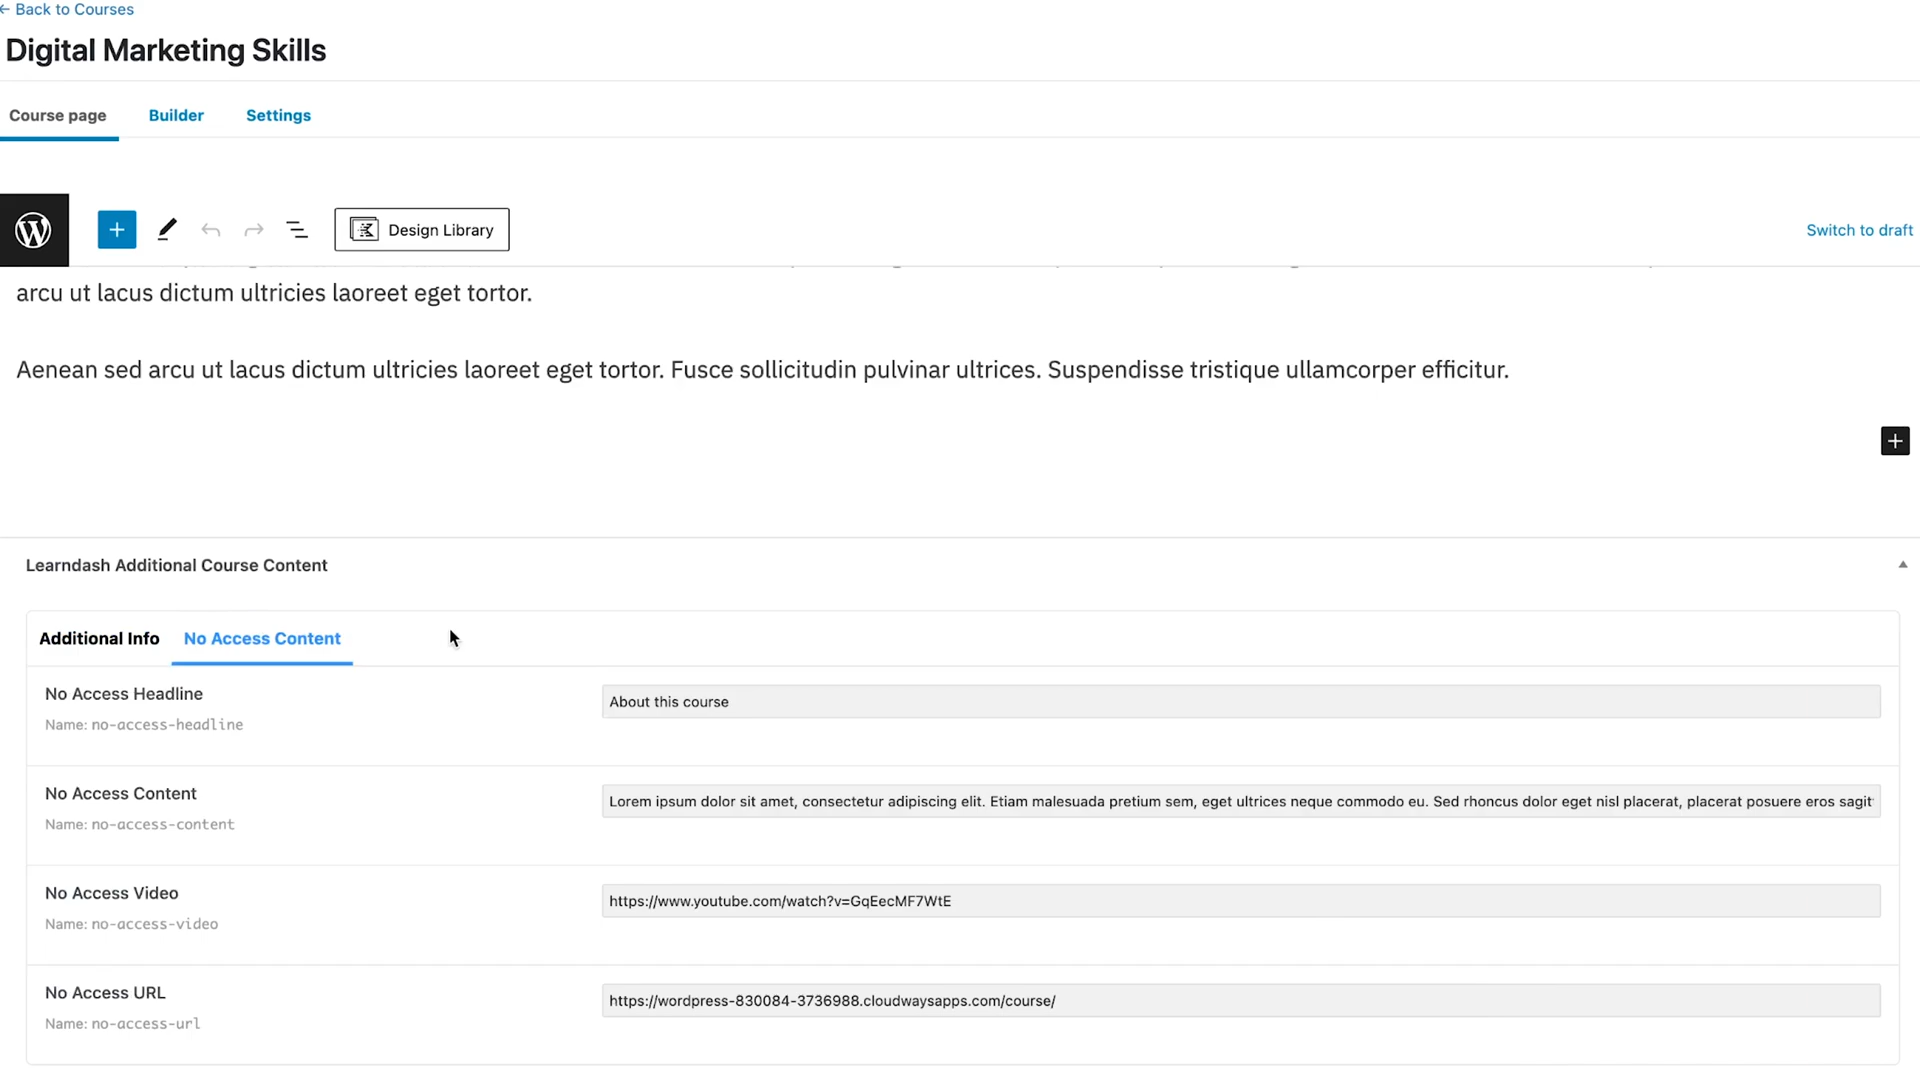 ← Back to Courses
Digital Marketing Skills
Course page
Builder
Settings
Design Library
Switch to draft
arcu ut lacus dictum ultricies laoreet eget tortor.
Aenean sed arcu ut lacus dictum ultricies laoreet eget tortor. Fusce sollicitudin pulvinar ultrices. Suspendisse tristique ullamcorper efficitur.
Learndash Additional Course Content
Additional Info
No Access Content
No Access Headline
About this course
Name: no-access-headline
No Access Content
Lorem ipsum dolor sit amet, consectetur adipiscing elit. Etiam malesuada pretium sem, eget ultrices neque commodo eu. Sed rhoncus dolor eget nisl placerat, placerat posuere eros sagit
Name: no-access-content
No Access Video
https://www.youtube.com/watch?v=GqEecMF7WtE
Name: no-access-video
No Access URL
https://wordpress-830084-3736988.cloudwaysapps.com/course/
Name: no-access-url